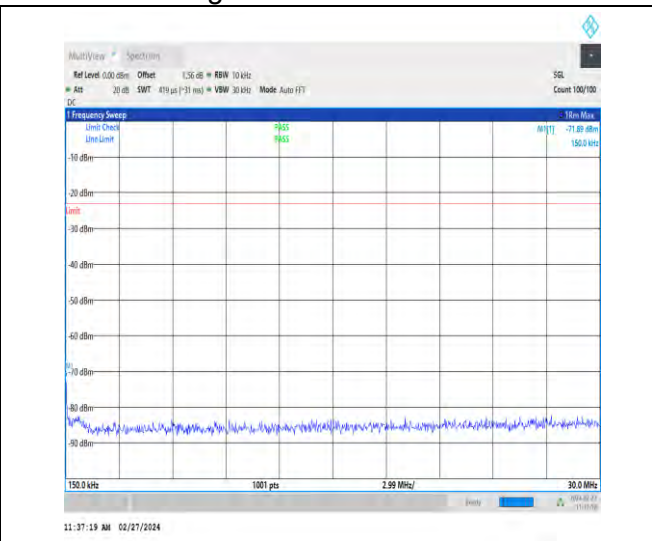 MultiView Spectrum
Ref Level 0.00 dBm Offset 1.56 dB RBW 10 kHz SGL
Att 20 dB SWT 419 µs (~31 ms) VBW 30 kHz Mode Auto FFT Count 100/100
DC
1 Frequency Sweep 1Rm Max
Limit Check PASS M1[1] -71.89 dBm
Line Limit PASS 150.0 kHz
-10 dBm
-20 dBm
Limit
-30 dBm
-40 dBm
-50 dBm
-60 dBm
M1
-70 dBm
-80 dBm
-90 dBm
150.0 kHz 1001 pts 2.99 MHz/ 30.0 MHz
Ready
11:37:19 AM 02/27/2024